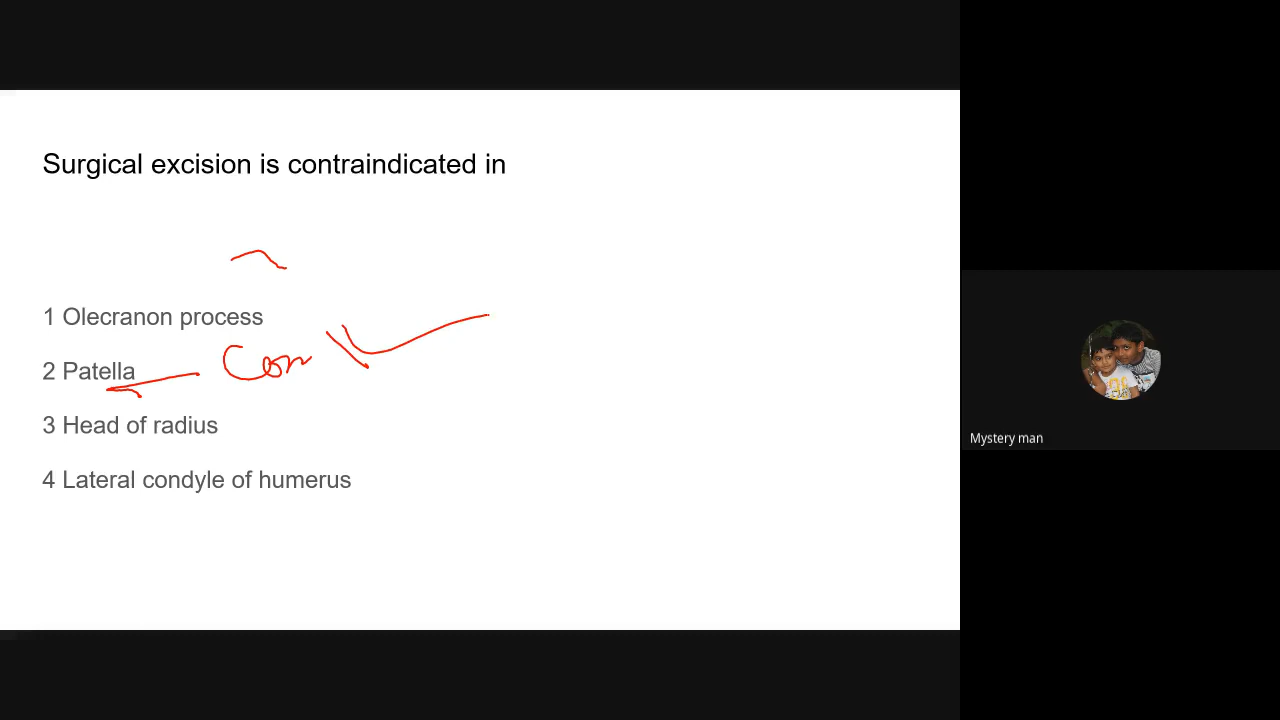 Surgical excision is contraindicated in
1 Olecranon process
2 Patella
Com
3 Head of radius
4 Lateral condyle of humerus
Mystery man